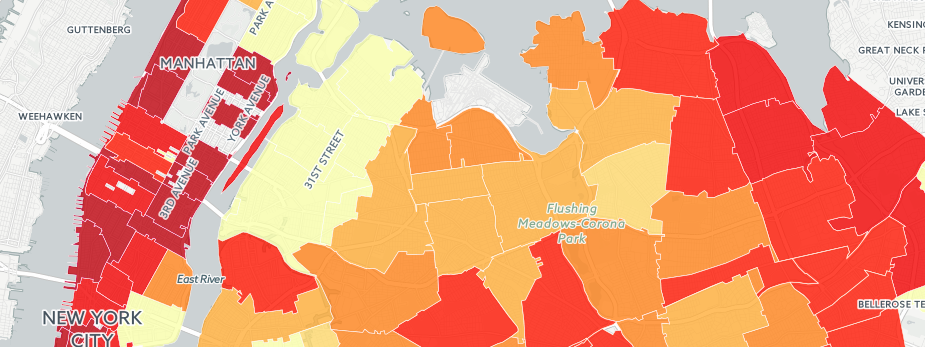 GUTTENBERG
PARK A
KENSING
GREAT NECK P
MANHATTAN
UNIVER
GARDE
LAKE S
WEEHAWKEN
PARK AVENUE
YORK AVENUE
31ST STREET
3RD AVENUE
Flushing
Meadows-Corona
Park
East River
BELLEROSE TE
NEW YORK
CITY